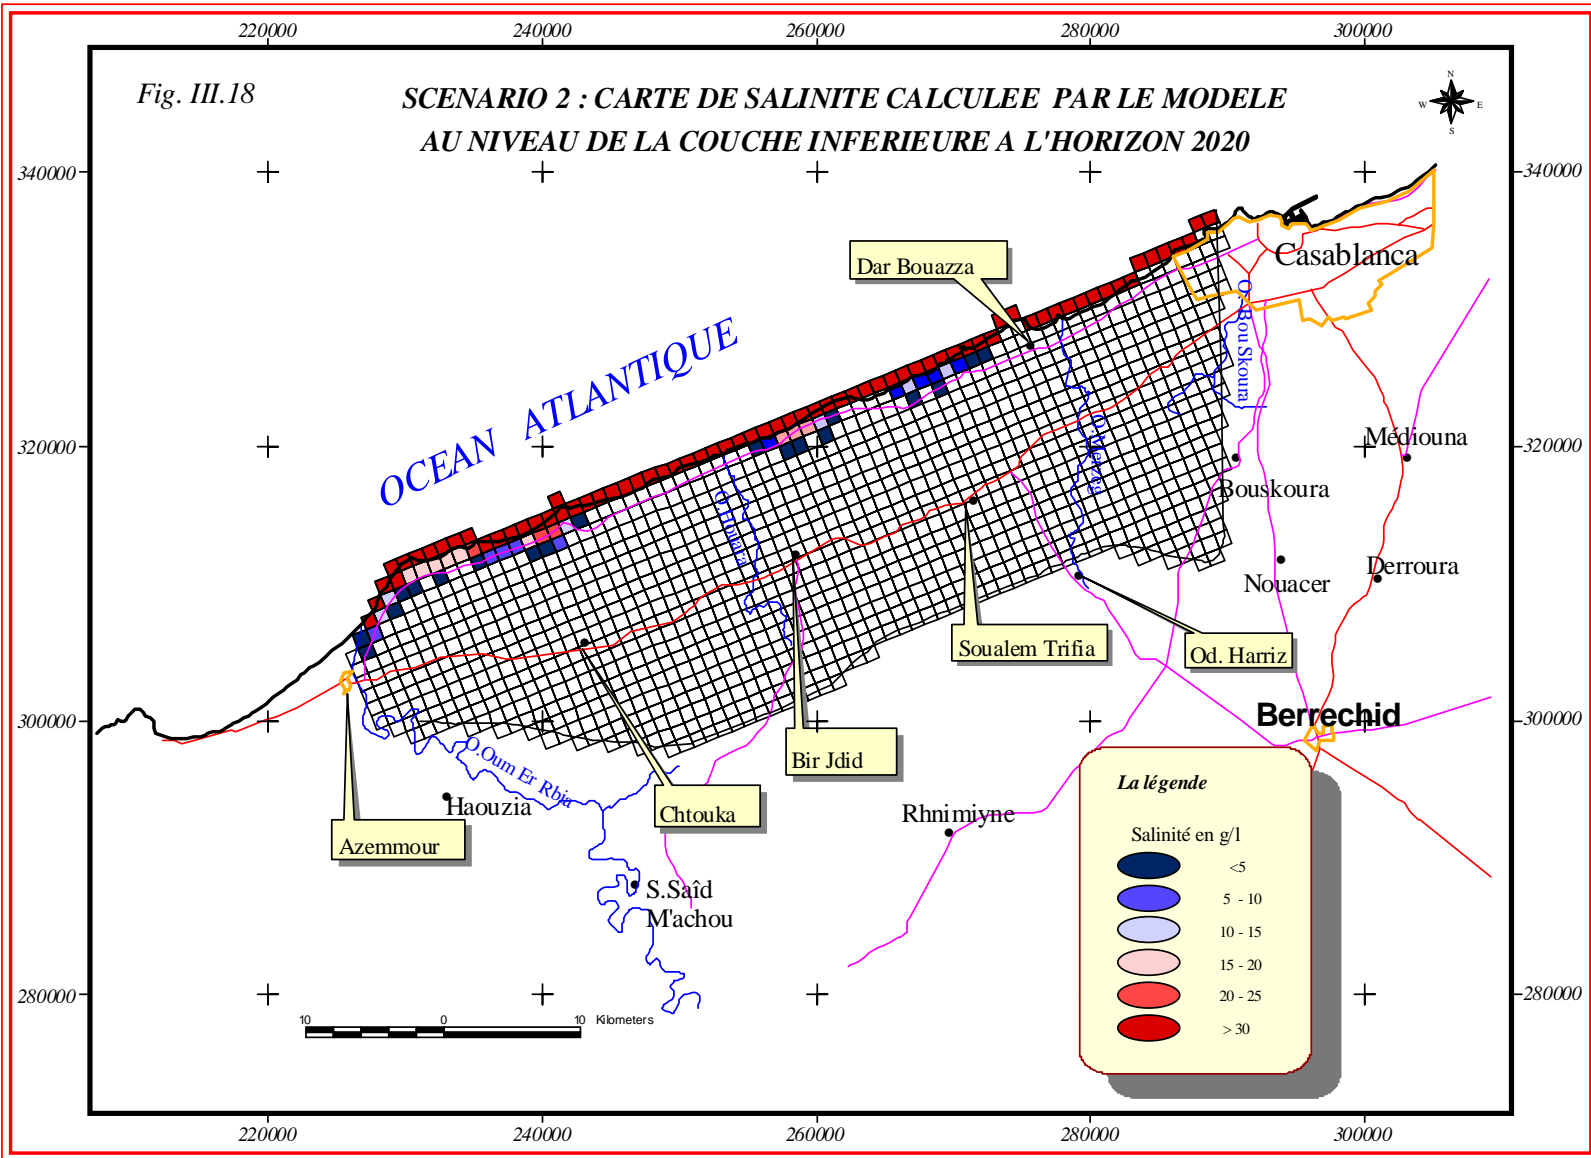 220000
240000
260000
280000
300000
Fig. III.18
SCENARIO 2 : CARTE DE SALINITE CALCULEE PAR LE MODELE
AU NIVEAU DE LA COUCHE INFERIEURE A L'HORIZON 2020
N
W
E
S
340000
340000
Casablanca
Dar Bouazza
O. Bou Skoura
OCEAN ATLANTIQUE
320000
320000
Médiouna
O.Merzeg
Bouskoura
O.Houara
Nouacer
Derroura
Soualem Trifia
Od. Harriz
300000
300000
Berrechid
O.Oum Er Rbia
Bir Jdid
Haouzia
Chtouka
Rhnimiyne
Azemmour
S.Saîd
M'achou
La légende
Salinité en g/l
<5
5 - 10
10 - 15
15 - 20
20 - 25
> 30
280000
280000
10
0
10
Kilometers
220000
240000
260000
280000
300000